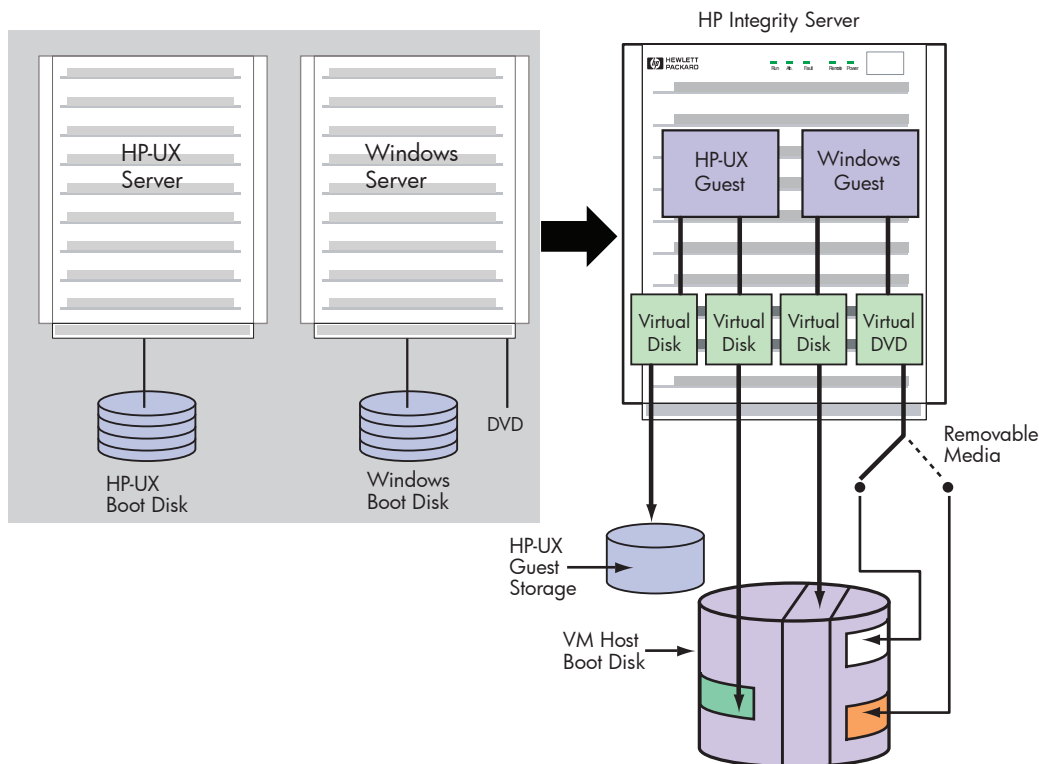 HP Integrity Server
HEWLETT
PACKARD
Run Att. Fault Remote Power
HP-UX
Server
Windows
Server
HP-UX
Guest
Windows
Guest
Virtual
Disk
Virtual
Disk
Virtual
Disk
Virtual
DVD
DVD
HP-UX
Boot Disk
Windows
Boot Disk
Removable
Media
HP-UX
Guest
Storage
VM Host
Boot Disk